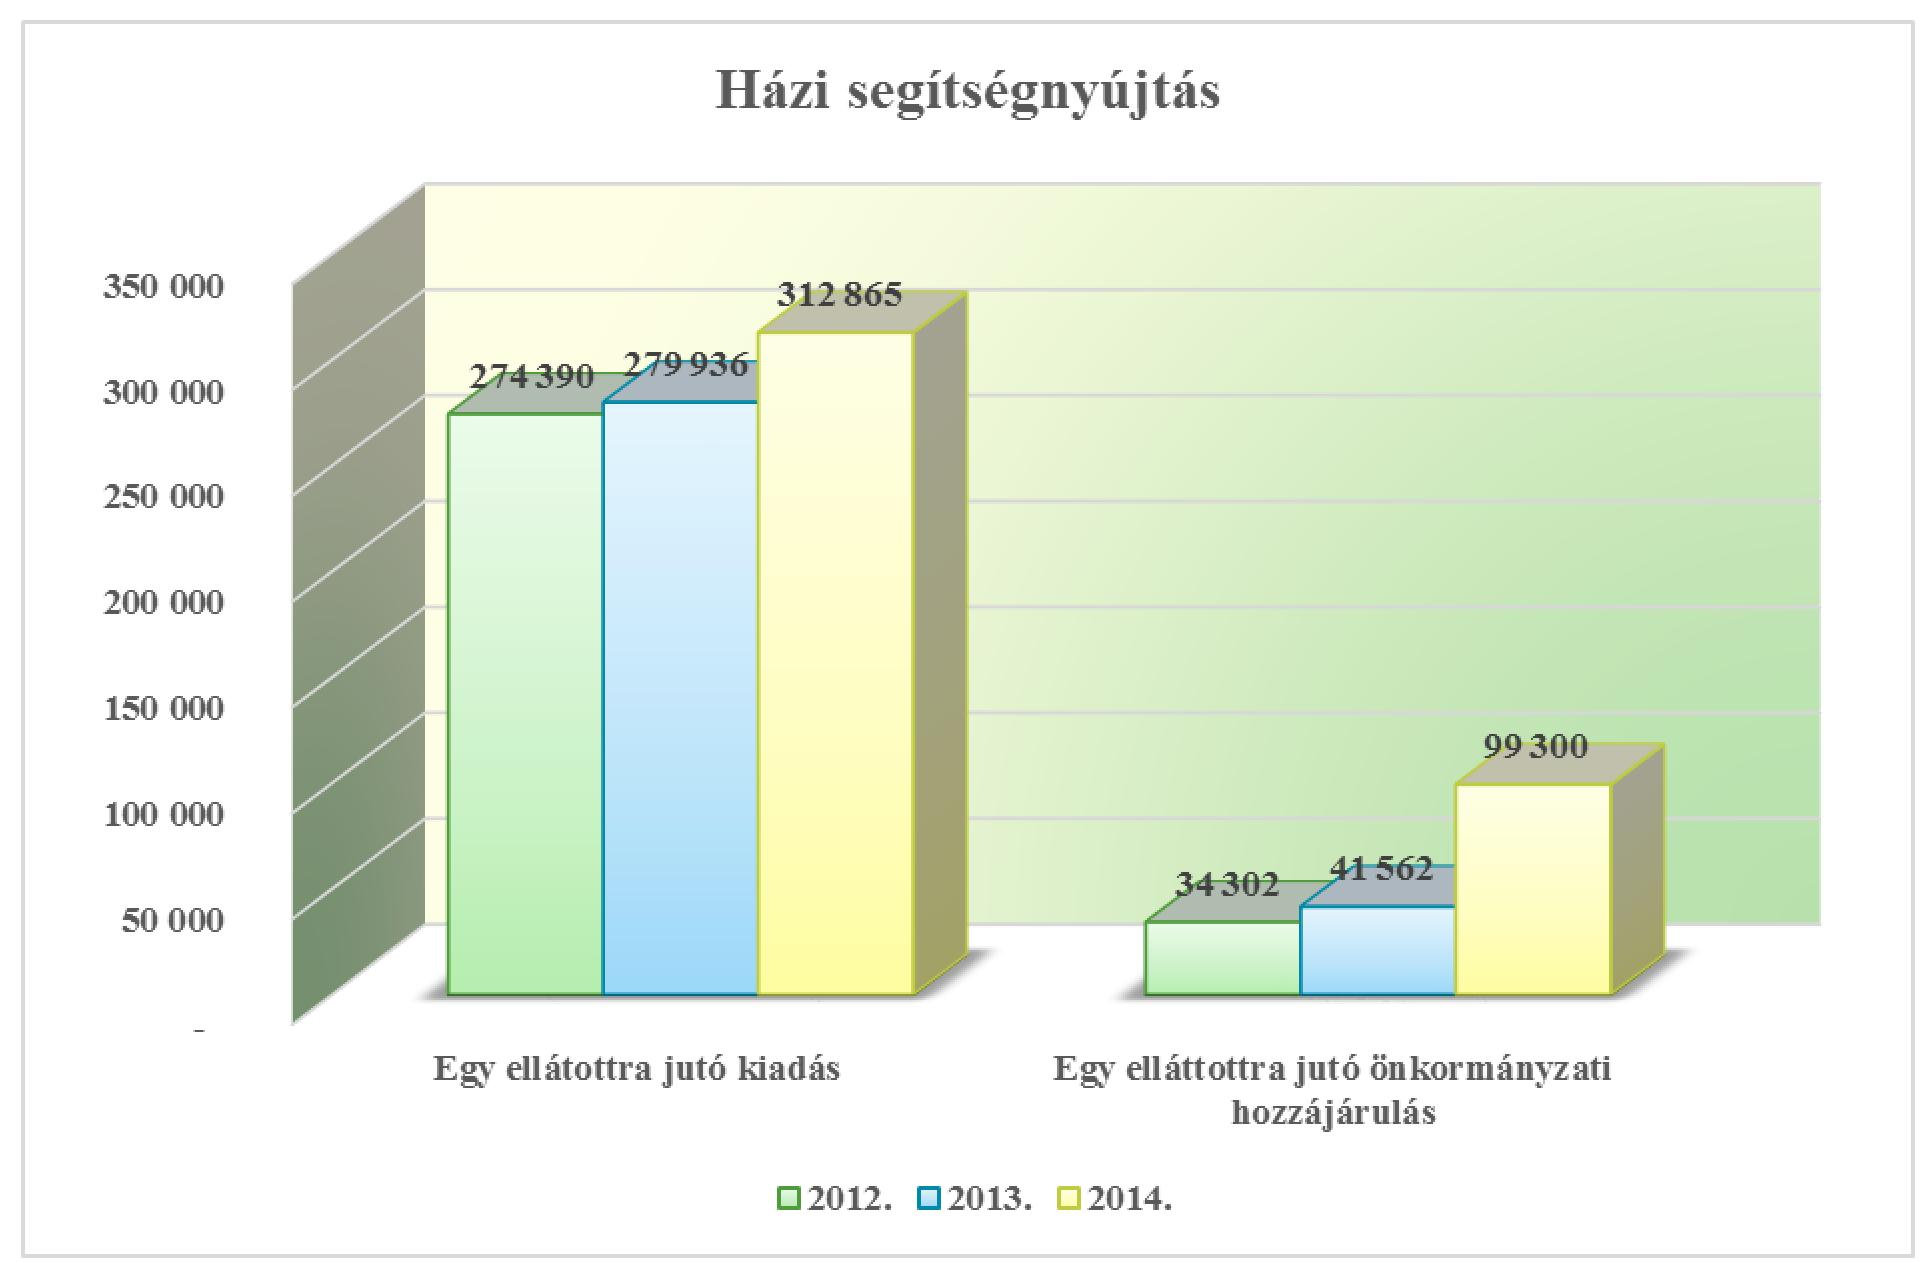 Házi segítségnyújtás
350 000
300 000
250 000
200 000
150 000
100 000
50 000
-
274 390
279 936
312 865
34 302
41 562
99 300
Egy ellátottra jutó kiadás
Egy elláttottra jutó önkormányzati
hozzájárulás
2012. 2013. 2014.